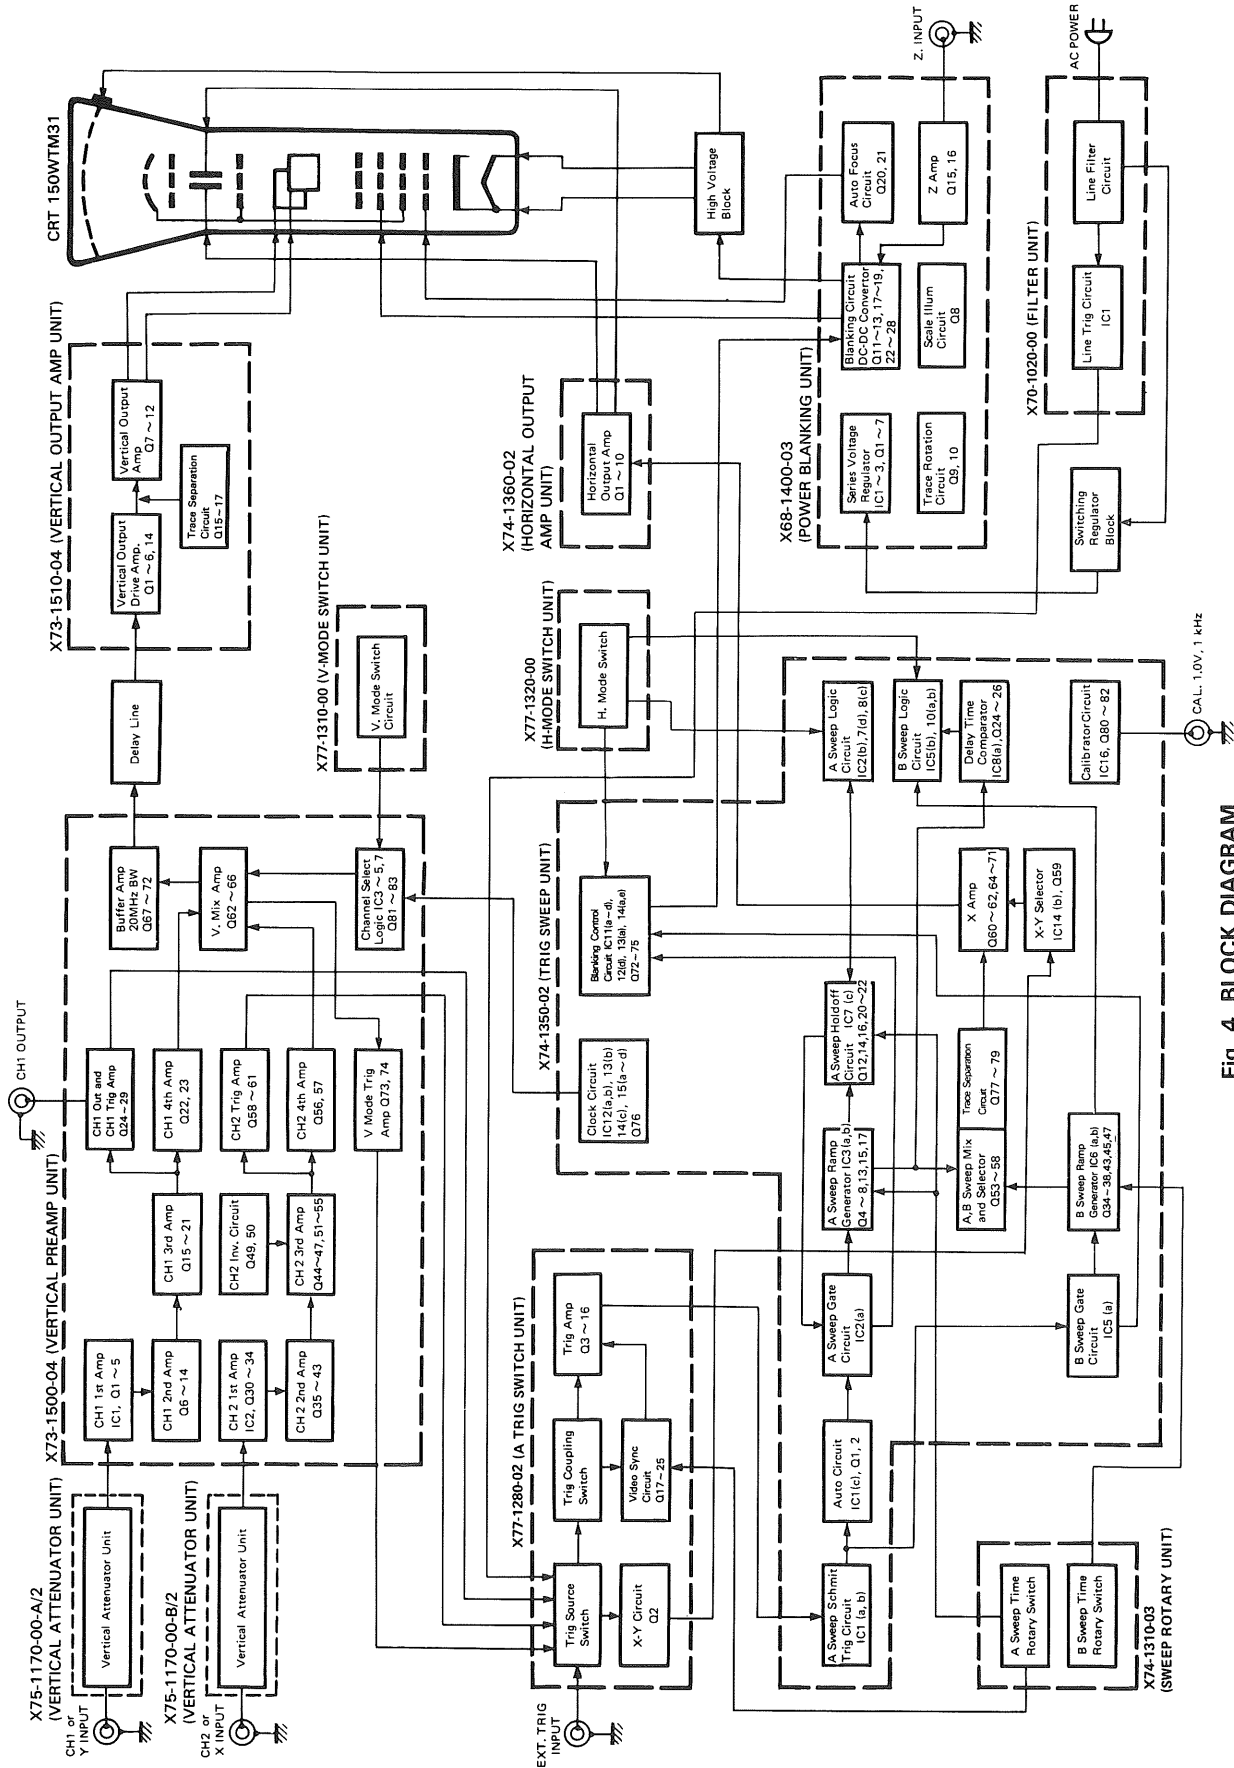 X75-1170-00-A/2
(VERTICAL ATTENUATOR UNIT)
CH1 or
Y INPUT
Vertical Attenuator Unit
X75-1170-00-B/2
(VERTICAL ATTENUATOR UNIT)
CH2 or
X INPUT
Vertical Attenuator Unit
X73-1500-04 (VERTICAL PREAMP UNIT)
CH1 1st Amp
IC1, Q1 ~ 5
CH1 2nd Amp
Q6 ~ 14
CH 2 1st Amp
IC2, Q30 ~ 34
CH 2 2nd Amp
Q35 ~ 43
CH1 3rd Amp
Q15 ~ 21
CH2 Inv. Circuit
Q49, 50
CH 2 3rd Amp
Q44~47, 51~55
CH1 OUTPUT
CH1 Out and
CH1 Trig Amp
Q24~ 29
CH1 4th Amp
Q22, 23
CH2 Trig Amp
Q58 ~ 61
CH2 4th Amp
Q56, 57
V Mode Trig
Amp Q73, 74
Buffer Amp
20MHz BW
Q67 ~ 72
V. Mix Amp
Q62 ~ 66
Channel Select
Logic IC3 ~ 5, 7
Q81 ~ 83
Delay Line
X77-1310-00 (V-MODE SWITCH UNIT)
V. Mode Switch
Circuit
X73-1510-04 (VERTICAL OUTPUT AMP UNIT)
Vertical Output
Drive Amp.
Q1 ~ 6, 14
Vertical Output
Amp
Q7 ~ 12
Trace Separation
Circuit
Q15~17
CRT 150WTM31
X77-1280-02 (A TRIG SWITCH UNIT)
EXT. TRIG
INPUT
Trig Source
Switch
X-Y Circuit
Q2
Trig Coupling
Switch
Video Sync
Circuit
Q17~25
Trig Amp
Q3 ~ 16
X74-1350-02 (TRIG SWEEP UNIT)
Clock Circuit
IC12(a,b), 13(b)
14(c), 15(a~d)
Q76
Blanking Control
Circuit IC11(a~d),
12(d), 13(a), 14(a,e)
Q72~75
X77-1320-00
(H-MODE SWITCH UNIT)
H. Mode Switch
X74-1360-02
(HORIZONTAL OUTPUT
AMP UNIT)
Horizontal
Output Amp
Q1 ~ 10
High Voltage
Block
A Sweep Schmit
Trig Circuit
IC1 (a, b)
Auto Circuit
IC1(c), Q1, 2
A Sweep Gate
Circuit
IC2(a)
A Sweep Ramp
Generator IC3(a,b)
Q4 ~ 8, 13, 15, 17
A Sweep Holdoff
Circuit IC7 (c)
Q12,14,16, 20~22
A Sweep Logic
Circuit
IC2(b), 7(d), 8(c)
B Sweep Logic
Circuit
IC5(b), 10(a,b)
Delay Time
Comparator
IC8(a),Q24 ~ 26
A,B Sweep Mix
and Selector
Q53~ 58
Trace Separation
Circuit
Q77 ~ 79
X Amp
Q60~ 62, 64~71
X-Y Selector
IC14 (b), Q59
B Sweep Gate
Circuit
IC5 (a)
B Sweep Ramp
Generator IC6 (a,b)
Q34~ 38,43,45,47
Calibrator Circuit
IC16, Q80 ~ 82
CAL. 1.0V, 1 kHz
A Sweep Time
Rotary Switch
B Sweep Time
Rotary Switch
X74-1310-03
(SWEEP ROTARY UNIT)
X68-1400-03
(POWER BLANKING UNIT)
Series Voltage
Regulator
IC1 ~ 3, Q1 ~ 7
Trace Rotation
Circuit
Q9, 10
Blanking Circuit
DC-DC Convertor
Q11~13, 17~19,
22 ~ 28
Scale Illum
Circuit
Q8
Auto Focus
Circuit
Q20, 21
Z Amp
Q15, 16
Z. INPUT
X70-1020-00 (FILTER UNIT)
Line Trig Circuit
IC1
Line Filter
Circuit
AC POWER
Switching
Regulator
Block
Fig. 4 BLOCK DIAGRAM